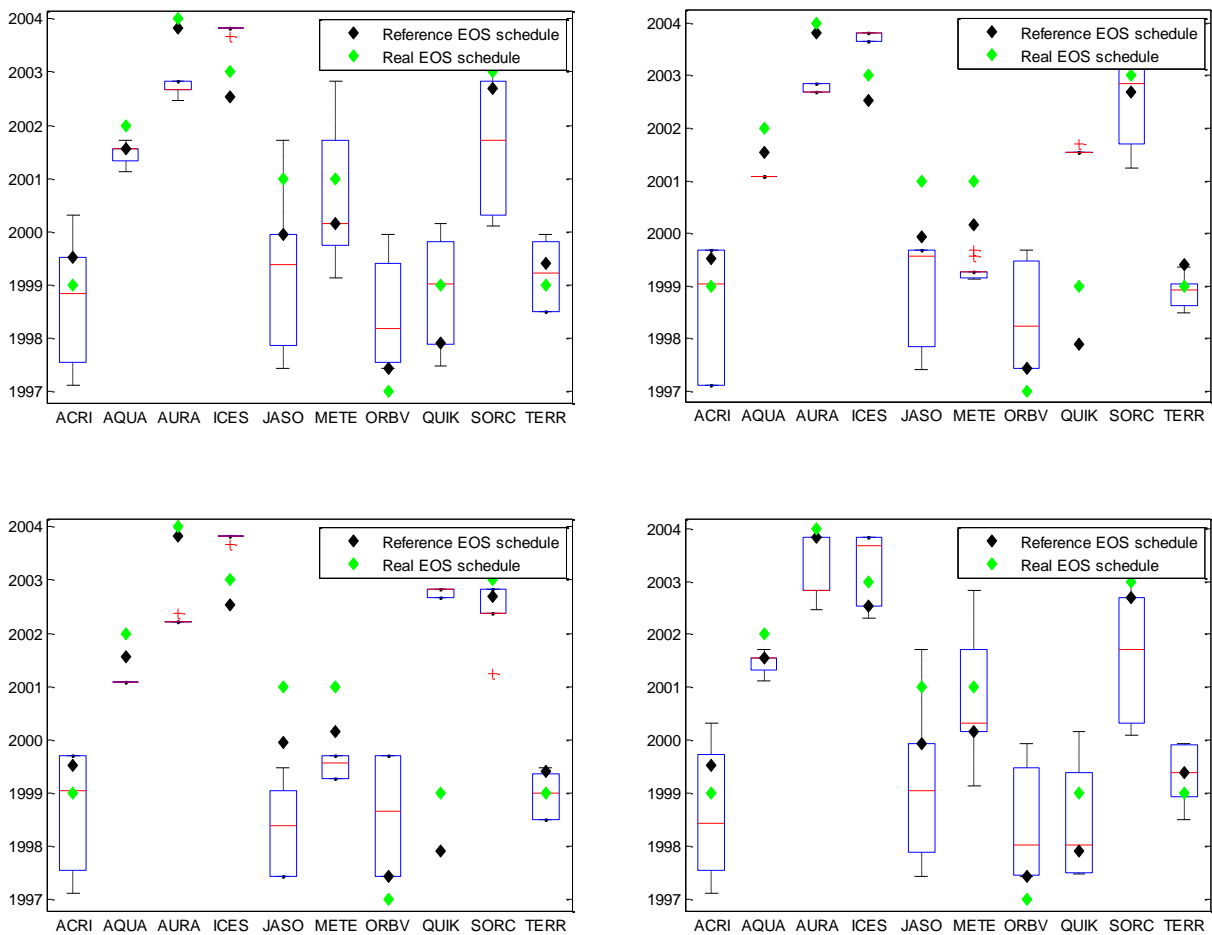 2004
2003
2002
2001
2000
1999
1998
1997
Reference EOS schedule
Real EOS schedule
ACRI AQUA AURA ICES JASO METE ORBV QUIK SORC TERR
2004
2003
2002
2001
2000
1999
1998
1997
Reference EOS schedule
Real EOS schedule
ACRI AQUA AURA ICES JASO METE ORBV QUIK SORC TERR
2004
2003
2002
2001
2000
1999
1998
1997
Reference EOS schedule
Real EOS schedule
ACRI AQUA AURA ICES JASO METE ORBV QUIK SORC TERR
2004
2003
2002
2001
2000
1999
1998
1997
Reference EOS schedule
Real EOS schedule
ACRI AQUA AURA ICES JASO METE ORBV QUIK SORC TERR